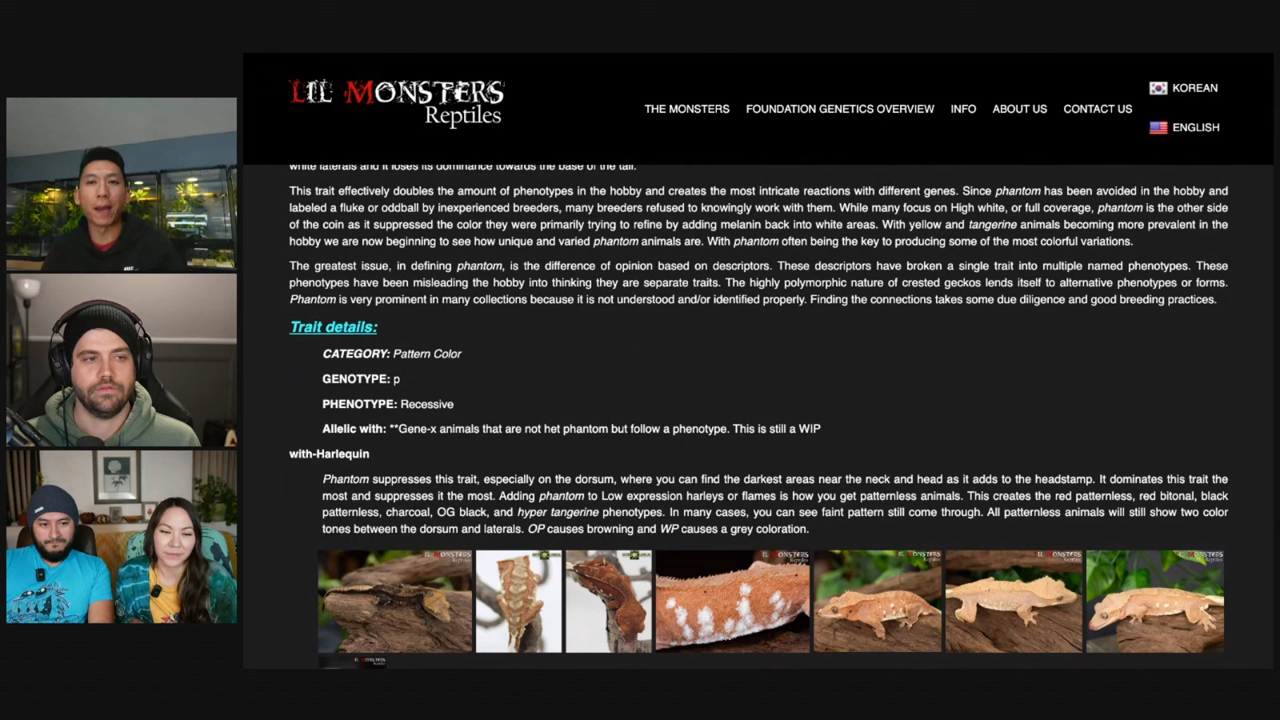 LIL MONSTERS
Reptiles
THE MONSTERS
FOUNDATION GENETICS OVERVIEW
INFO
ABOUT US
CONTACT US
KOREAN
ENGLISH
white laterals and it loses its dominance towards the base of the tail.
This trait effectively doubles the amount of phenotypes in the hobby and creates the most intricate reactions with different genes. Since phantom has been avoided in the hobby and
labeled a fluke or oddball by inexperienced breeders, many breeders refused to knowingly work with them. While many focus on High white, or full coverage, phantom is the other side
of the coin as it suppressed the color they were primarily trying to refine by adding melanin back into white areas. With yellow and tangerine animals becoming more prevalent in the
hobby we are now beginning to see how unique and varied phantom animals are. With phantom often being the key to producing some of the most colorful variations.
The greatest issue, in defining phantom, is the difference of opinion based on descriptors. These descriptors have broken a single trait into multiple named phenotypes. These
phenotypes have been misleading the hobby into thinking they are separate traits. The highly polymorphic nature of crested geckos lends itself to alternative phenotypes or forms.
Phantom is very prominent in many collections because it is not understood and/or identified properly. Finding the connections takes some due diligence and good breeding practices.
Trait details:
CATEGORY: Pattern Color
GENOTYPE: p
PHENOTYPE: Recessive
Allelic with: **Gene-x animals that are not het phantom but follow a phenotype. This is still a WIP
with-Harlequin
Phantom suppresses this trait, especially on the dorsum, where you can find the darkest areas near the neck and head as it adds to the headstamp. It dominates this trait the
most and suppresses it the most. Adding phantom to Low expression harleys or flames is how you get patternless animals. This creates the red patternless, red bitonal, black
patternless, charcoal, OG black, and hyper tangerine phenotypes. In many cases, you can see faint pattern still come through. All patternless animals will still show two color
tones between the dorsum and laterals. OP causes browning and WP causes a grey coloration.
LIL MONSTERS
LIL MONSTERS
LIL MONSTERS
LIL MONSTERS
LIL MONSTERS
LIL MONSTERS